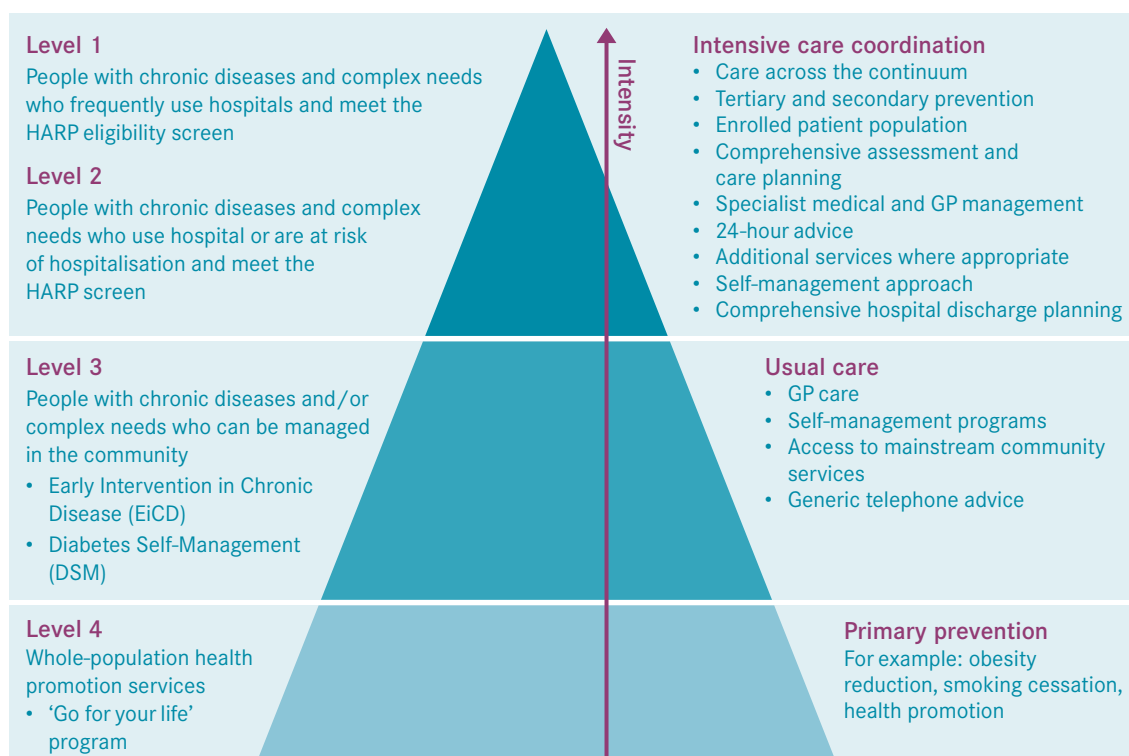 Level 1
People with chronic diseases and complex needs
who frequently use hospitals and meet the
HARP eligibility screen
Level 2
People with chronic diseases and complex
needs who use hospital or are at risk
of hospitalisation and meet the
HARP screen
Intensity
Intensive care coordination
• Care across the continuum
• Tertiary and secondary prevention
• Enrolled patient population
• Comprehensive assessment and
care planning
• Specialist medical and GP management
• 24-hour advice
• Additional services where appropriate
• Self-management approach
• Comprehensive hospital discharge planning
Level 3
People with chronic diseases and/or
complex needs who can be managed
in the community
• Early Intervention in Chronic
Disease (EiCD)
• Diabetes Self-Management
(DSM)
Usual care
• GP care
• Self-management programs
• Access to mainstream community
services
• Generic telephone advice
Level 4
Whole-population health
promotion services
• ‘Go for your life’
program
Primary prevention
For example: obesity
reduction, smoking cessation,
health promotion